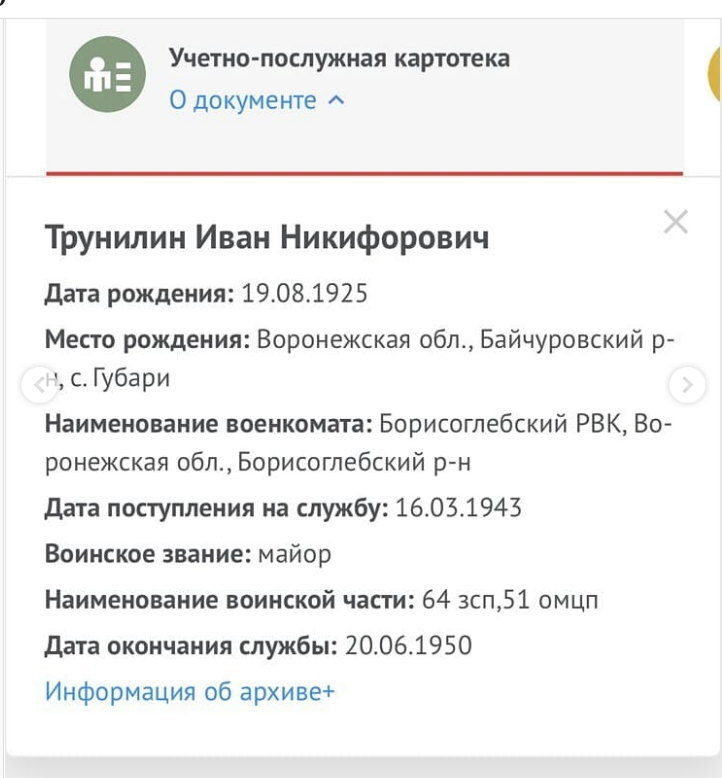 Учетно-послужная картотека
О документе
Трунилин Иван Никифорович
Дата рождения: 19.08.1925
Место рождения: Воронежская обл., Байчуровский р-
н, с. Губари
Наименование военкомата: Борисоглебский РВК, Во-
ронежская обл., Борисоглебский р-н
Дата поступления на службу: 16.03.1943
Воинское звание: майор
Наименование воинской части: 64 зсп,51 омцп
Дата окончания службы: 20.06.1950
Информация об архиве+